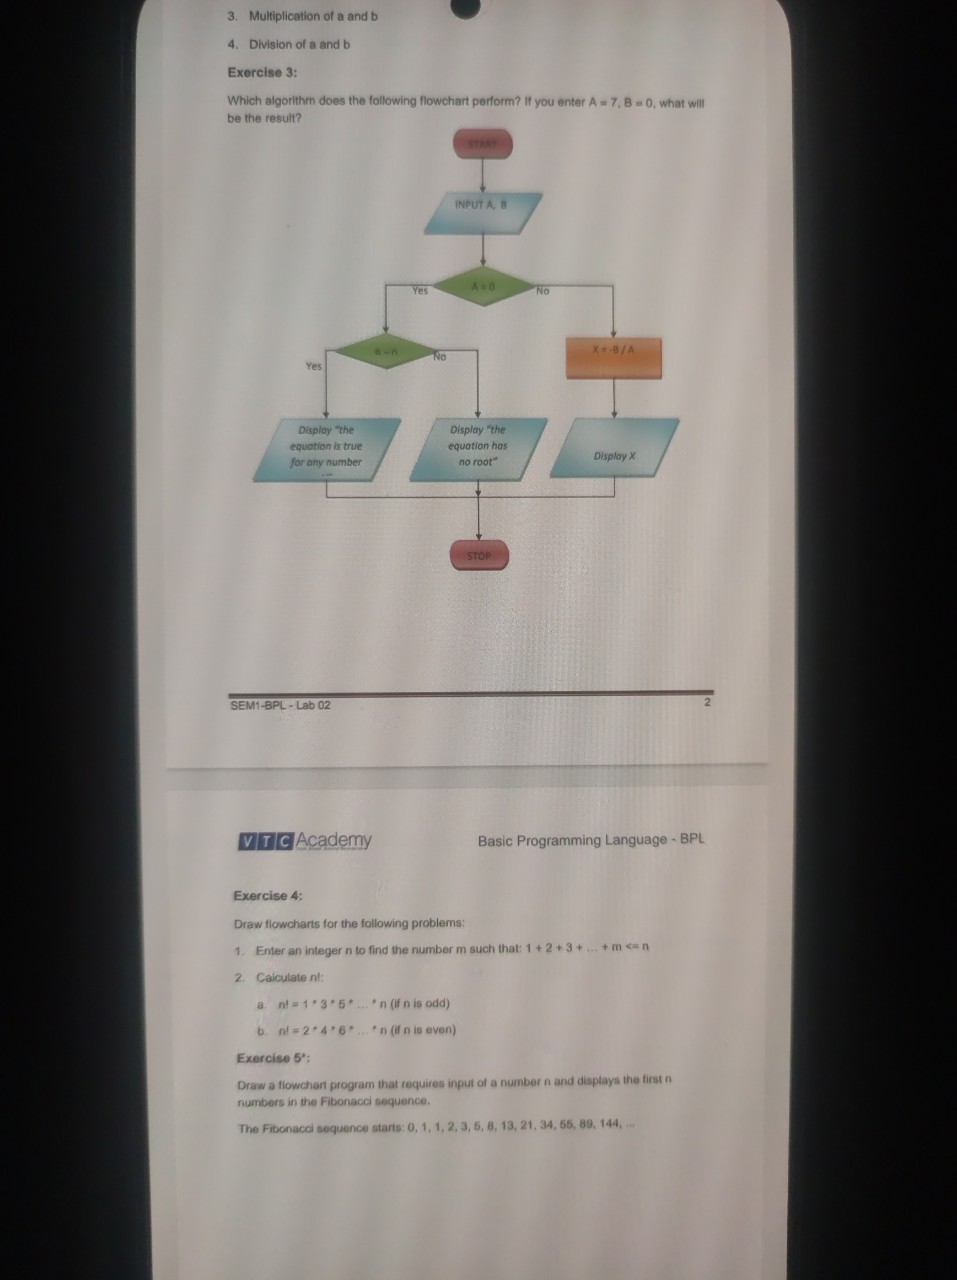 3. Multiplication of a and b
4. Division of a and b
Exercise 3:
Which algorithm does the following flowchart perform? If you enter A = 7, B = 0, what will
be the result?
START
INPUT A, B
A = 0
Yes
No
Yes
No
X = -B / A
Display "the
equation is true
for any number
Display "the
equation has
no root"
Display X
STOP
SEM1-BPL - Lab 02
2
VTC Academy
Basic Programming Language - BPL
Exercise 4:
Draw flowcharts for the following problems:
1. Enter an integer n to find the number m such that: 1 + 2 + 3 + ... + m <= n
2. Calculate n!:
a. n! = 1 * 3 * 5 * ... * n (if n is odd)
b. n! = 2 * 4 * 6 * ... * n (if n is even)
Exercise 5*:
Draw a flowchart program that requires input of a number n and displays the first n
numbers in the Fibonacci sequence.
The Fibonacci sequence starts: 0, 1, 1, 2, 3, 5, 8, 13, 21, 34, 55, 89, 144, ...